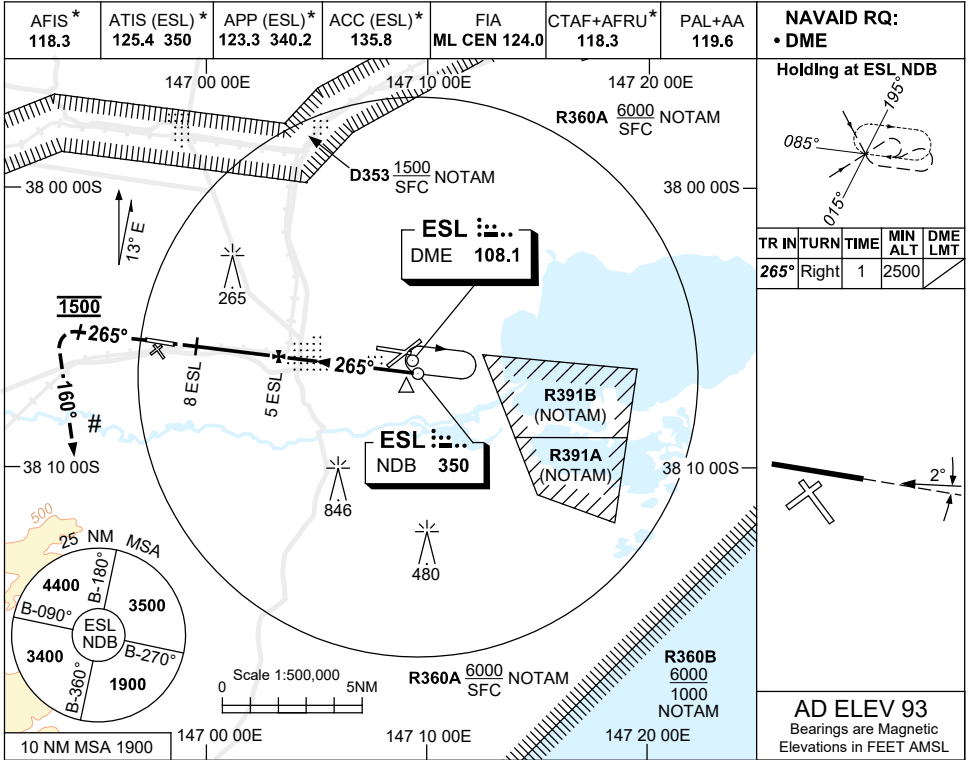 AFIS *
118.3
ATIS (ESL) *
125.4 350
APP (ESL) *
123.3 340.2
ACC (ESL) *
135.8
FIA
ML CEN 124.0
CTAF+AFRU *
118.3
PAL+AA
119.6
NAVAID RQ:
• DME
147 00 00E
147 10 00E
147 20 00E
Holding at ESL NDB
195°
085°
015°
R360A 6000 NOTAM
SFC
D353 1500 NOTAM
SFC
38 00 00S
38 00 00S
13° E
TR IN TURN TIME MIN ALT DME LMT
265° Right 1 2500
ESL
DME 108.1
265
1500
265°
265°
8 ESL
5 ESL
160°
#
R391B
(NOTAM)
R391A
(NOTAM)
ESL
NDB 350
38 10 00S
38 10 00S
2°
846
480
500
25 NM MSA
4400
B-180°
3500
B-090°
ESL
NDB
B-270°
3400
B-360°
1900
Scale 1:500,000
0 5NM
R360A 6000 NOTAM
SFC
R360B
6000
1000
NOTAM
10 NM MSA 1900
147 00 00E
147 10 00E
147 20 00E
AD ELEV 93
Bearings are Magnetic
Elevations in FEET AMSL